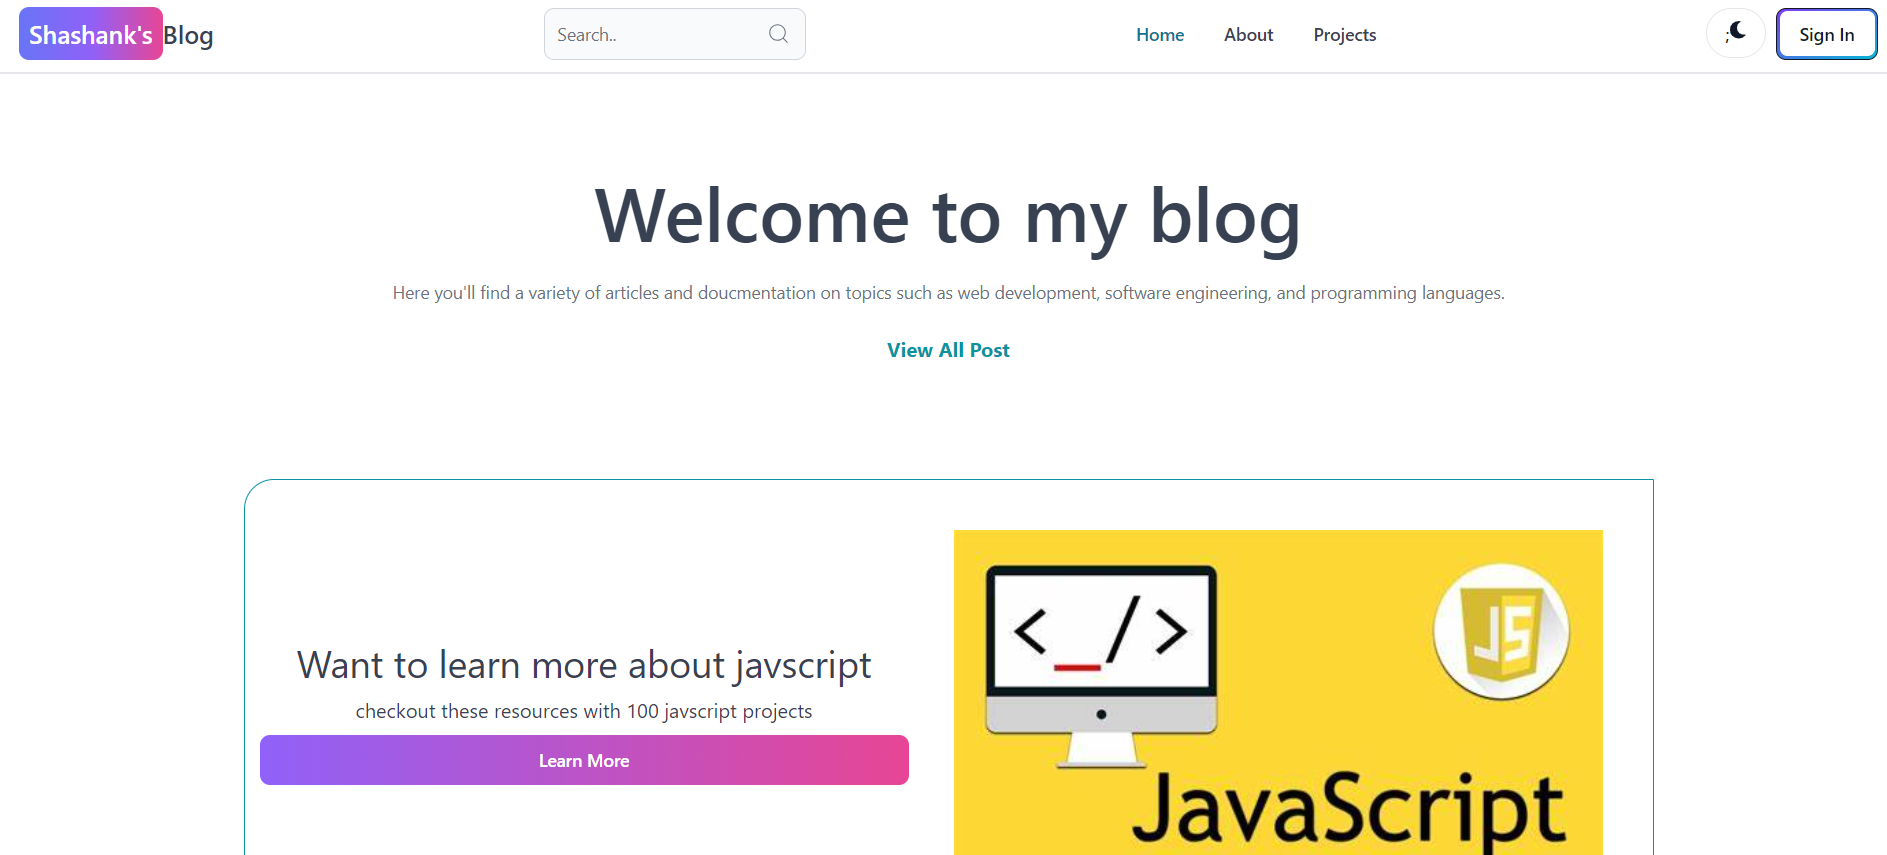 Shashank's Blog
Search..
Home About Projects
;
Sign In
Welcome to my blog
Here you'll find a variety of articles and doucmentation on topics such as web development, software engineering, and programming languages.
View All Post
Want to learn more about javscript
checkout these resources with 100 javscript projects
Learn More
<_/>
JS
JavaScript